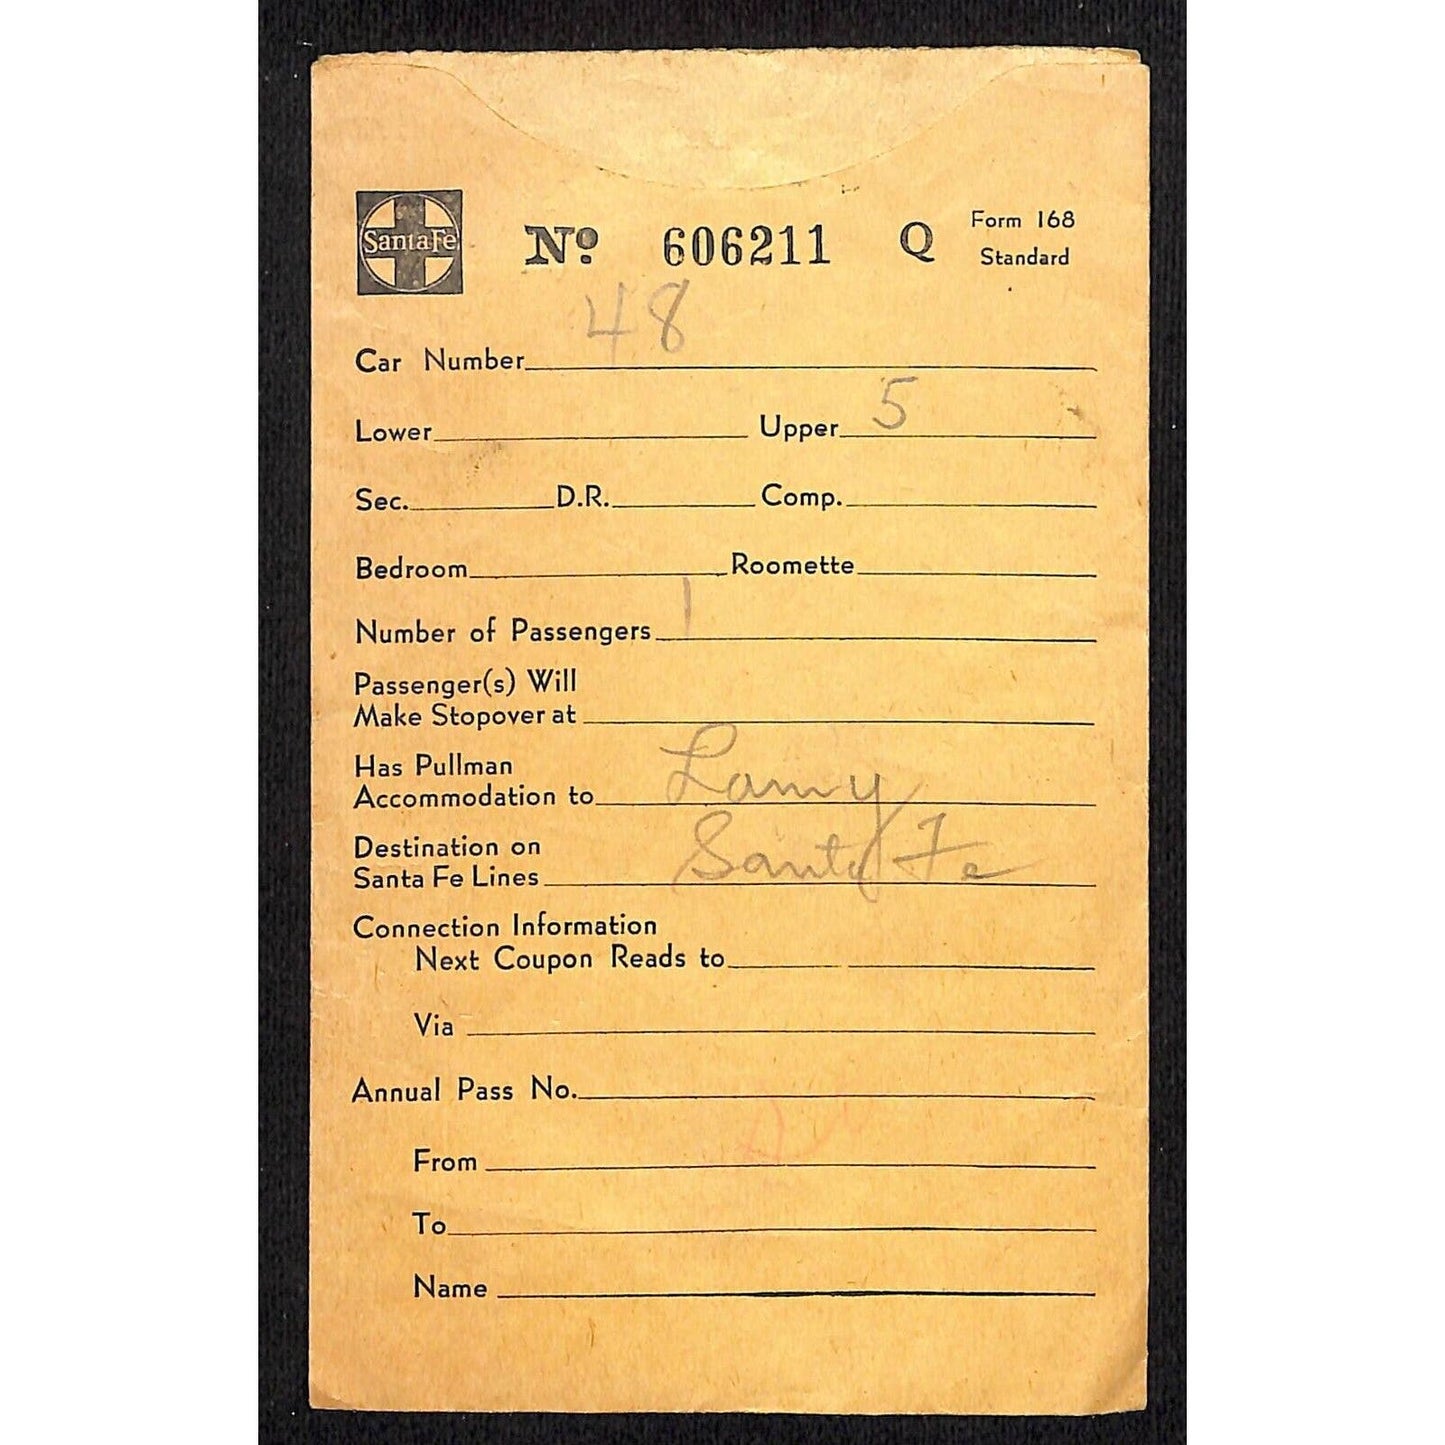 Santa Fe
No. 606211 Q Form 168
Standard
48
Car Number
Lower Upper 5
Sec. D.R. Comp.
Bedroom Roomette
Number of Passengers 1
Passenger(s) Will
Make Stopover at
Has Pullman
Accommodation to Lamy
Destination on
Santa Fe Lines Santa Fe
Connection Information
Next Coupon Reads to
Via
Annual Pass No.
From
To
Name